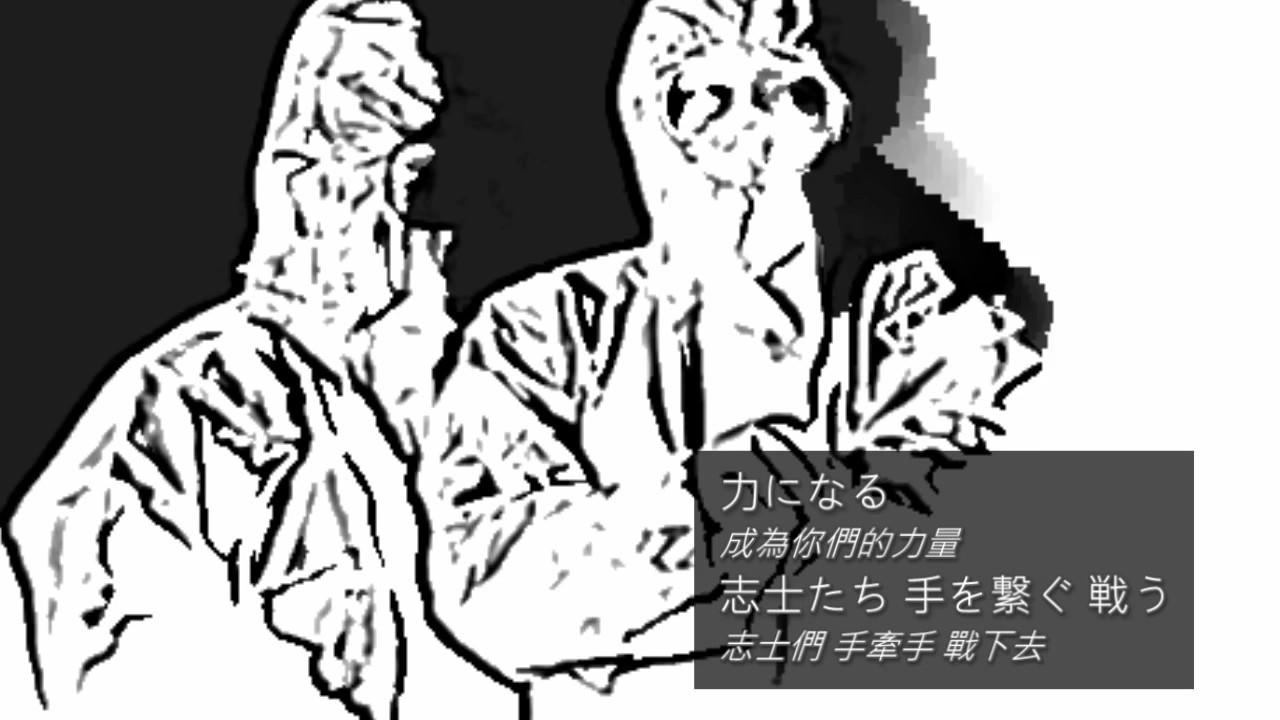 力になる
成為你們的力量
志士たち 手を繋ぐ 戦う
志士們 手牽手 戰下去